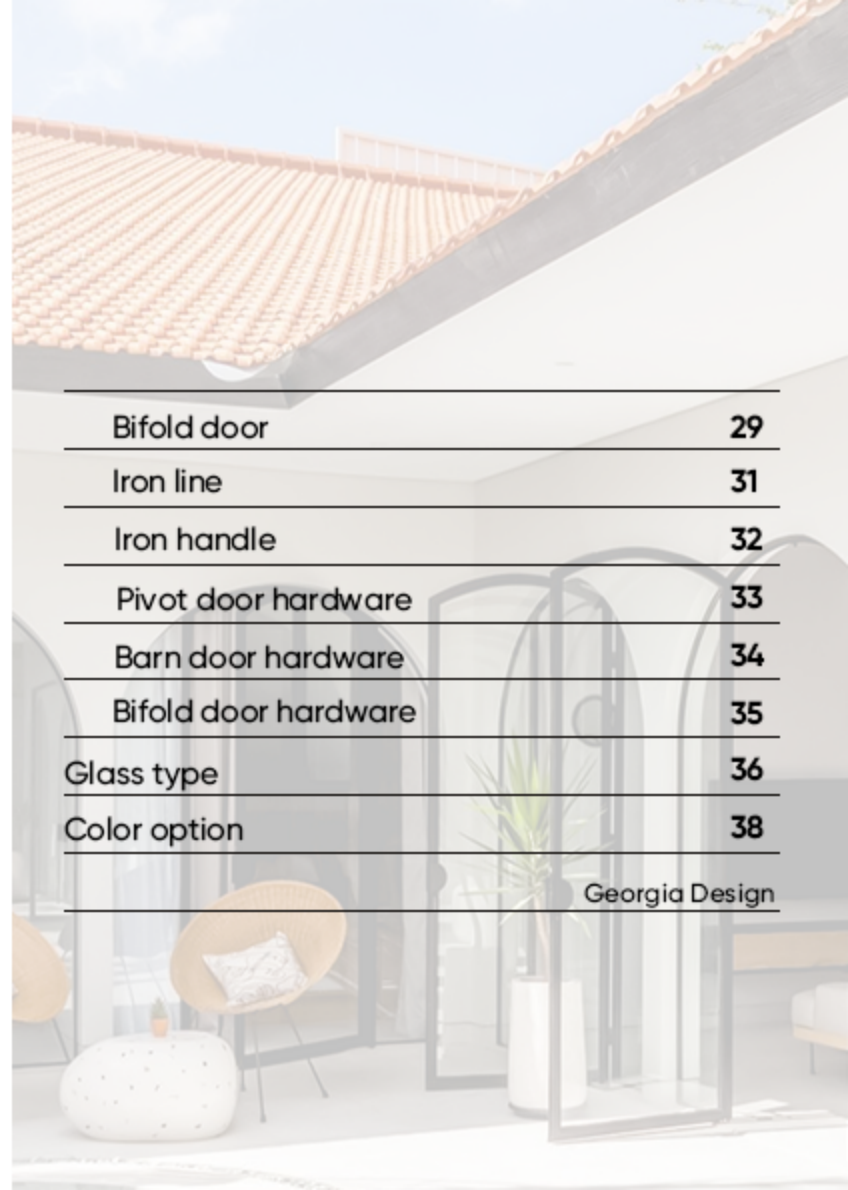 Bifold door 29
Iron line 31
Iron handle 32
Pivot door hardware 33
Barn door hardware 34
Bifold door hardware 35
Glass type 36
Color option 38
Georgia Design